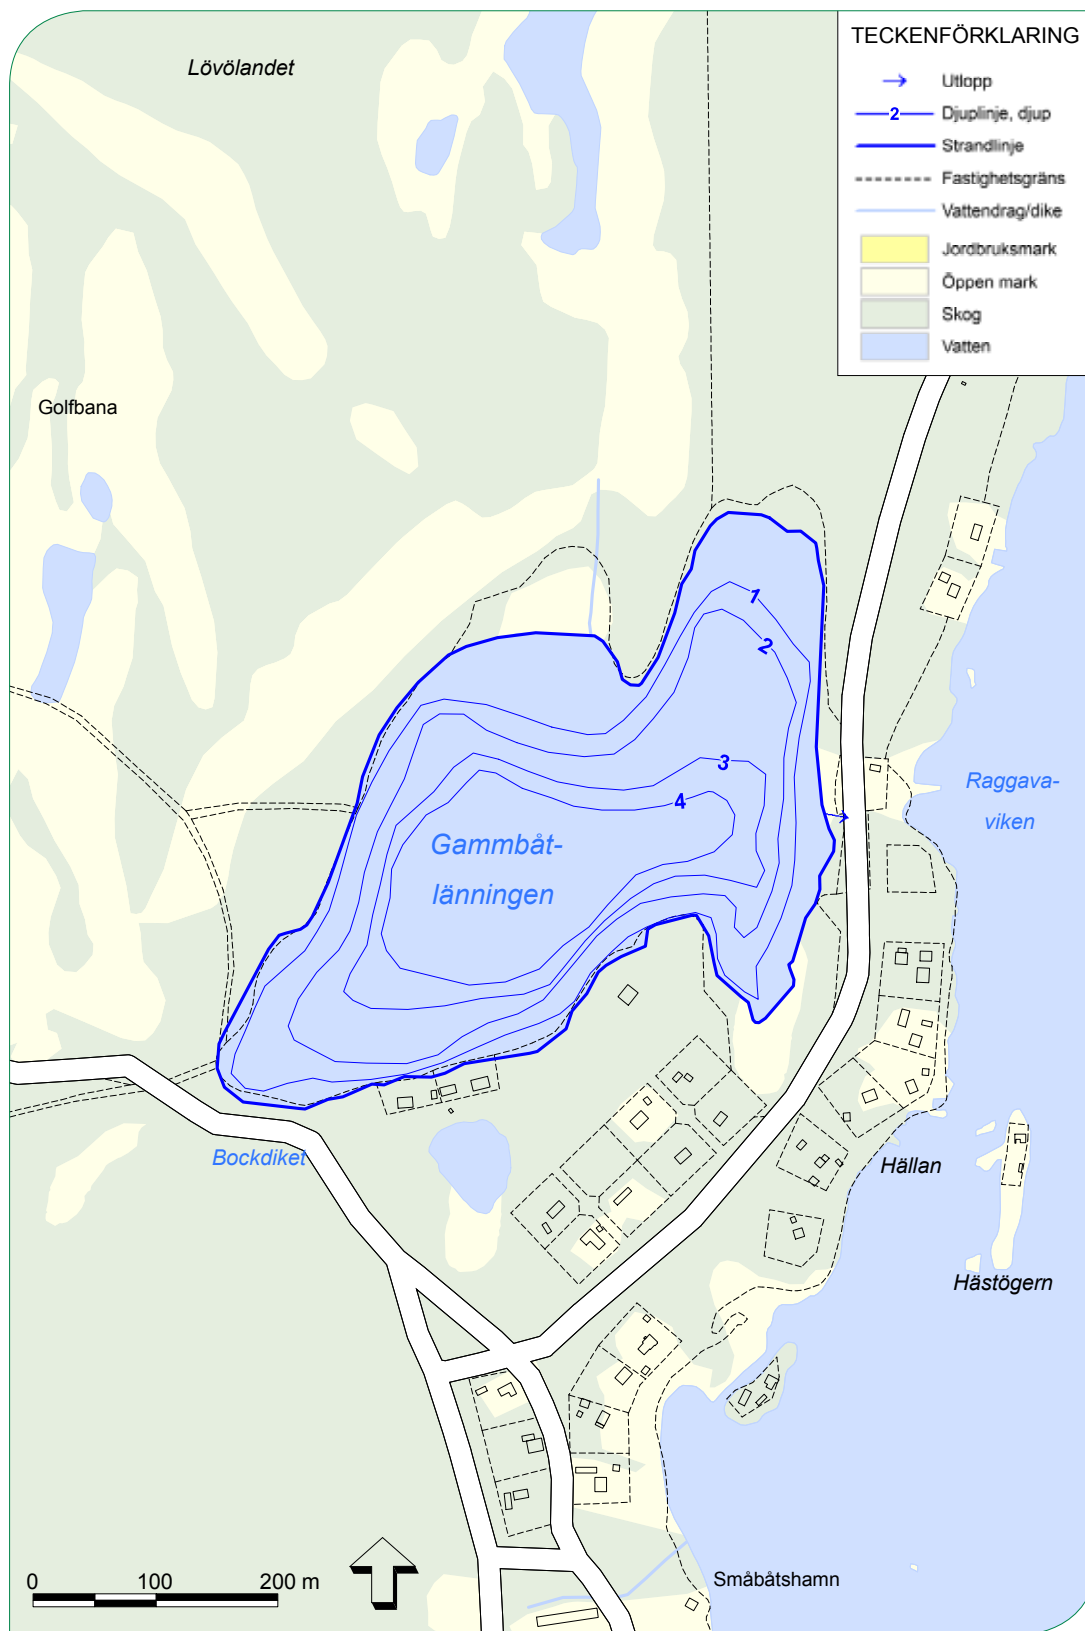 Lövölandet
TECKENFÖRKLARING
Utlopp
2
Djuplinje, djup
Strandlinje
Fastighetsgräns
Vattendrag/dike
Jordbruksmark
Öppen mark
Skog
Vatten
Golfbana
1
2
3
4
Raggava-
viken
Gammbåt-
länningen
Bockdiket
Hällan
Hästögern
Småbåtshamn
0 100 200 m